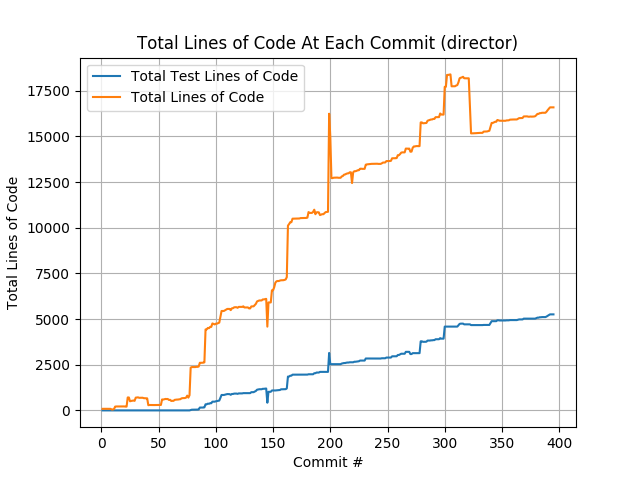 Total Lines of Code At Each Commit (director)
Total Test Lines of Code
Total Lines of Code
Total Lines of Code
17500
15000
12500
10000
7500
5000
2500
0
0 50 100 150 200 250 300 350 400
Commit #